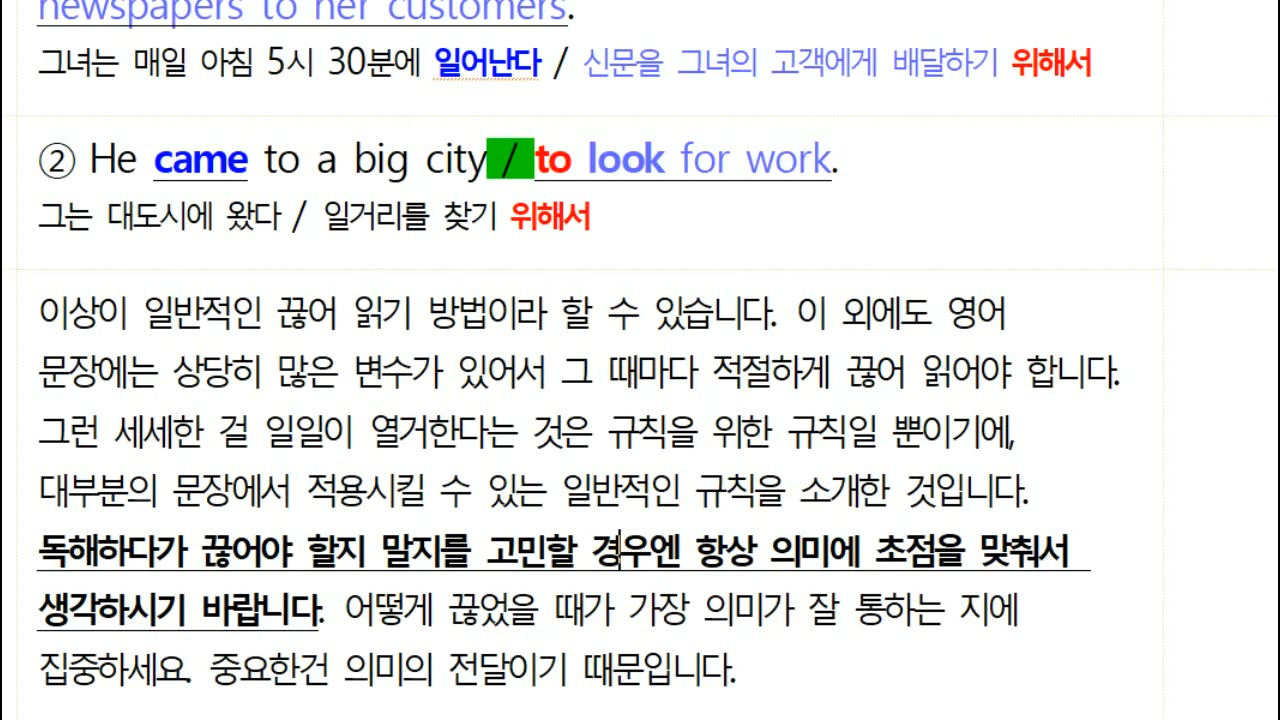 newspapers to her customers.
그녀는 매일 아침 5시 30분에 일어난다 / 신문을 그녀의 고객에게 배달하기 위해서
② He came to a big city / to look for work.
그는 대도시에 왔다 / 일거리를 찾기 위해서
이상이 일반적인 끊어 읽기 방법이라 할 수 있습니다. 이 외에도 영어
문장에는 상당히 많은 변수가 있어서 그 때마다 적절하게 끊어 읽어야 합니다.
그런 세세한 걸 일일이 열거한다는 것은 규칙을 위한 규칙일 뿐이기에,
대부분의 문장에서 적용시킬 수 있는 일반적인 규칙을 소개한 것입니다.
독해하다가 끊어야 할지 말지를 고민할 경우엔 항상 의미에 초점을 맞춰서
생각하시기 바랍니다. 어떻게 끊었을 때가 가장 의미가 잘 통하는 지에
집중하세요. 중요한건 의미의 전달이기 때문입니다.